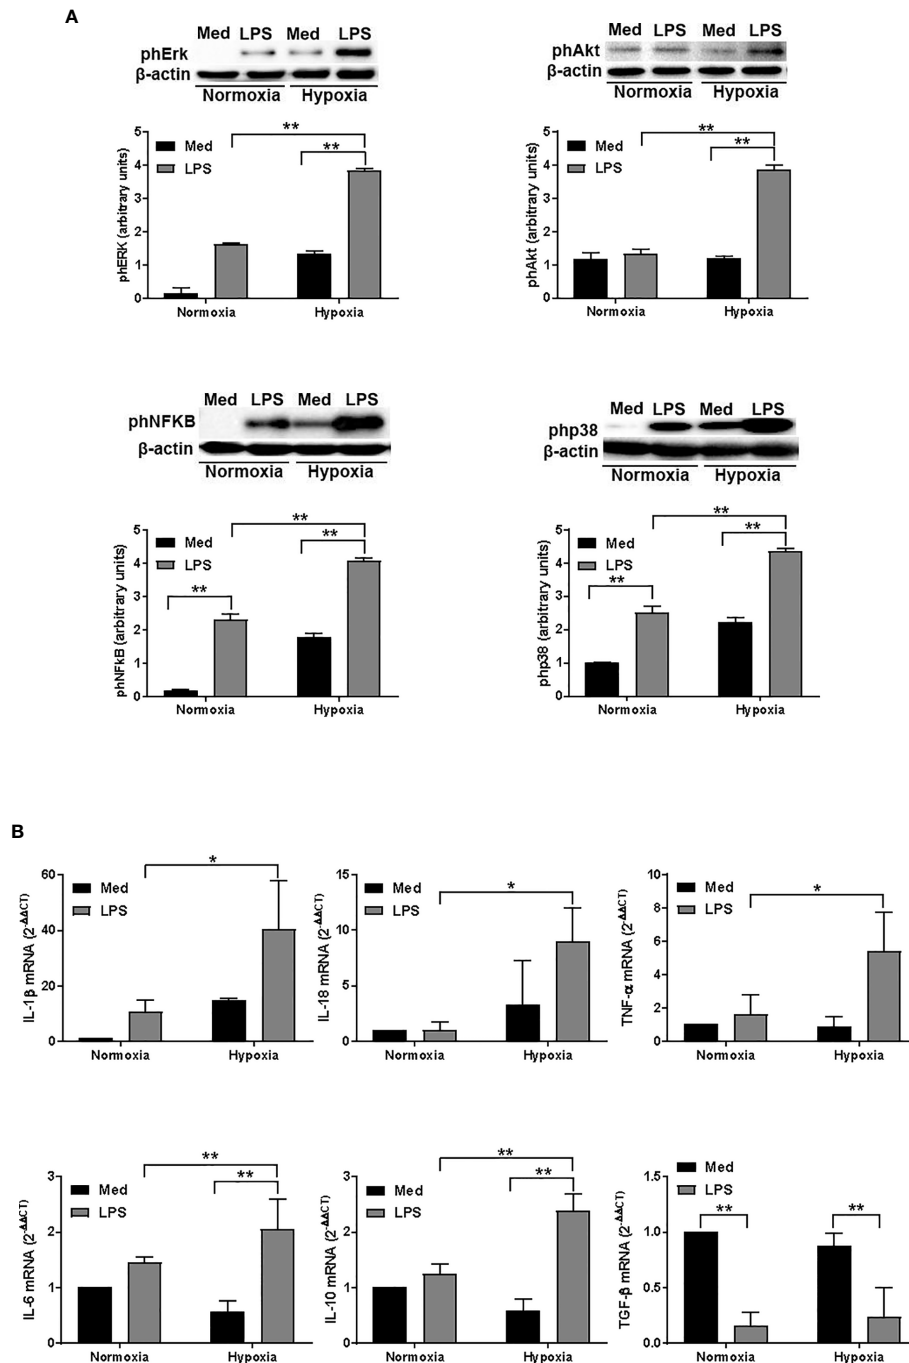 A
Med LPS Med LPS
phErk
β-actin
Normoxia Hypoxia
**
**
Med
LPS
phERK (arbitrary units)
5
4
3
2
1
0
Normoxia Hypoxia
Med LPS Med LPS
phAkt
β-actin
Normoxia Hypoxia
**
**
Med
LPS
phAkt (arbitrary units)
5
4
3
2
1
0
Normoxia Hypoxia
Med LPS Med LPS
phNFKB
β-actin
Normoxia Hypoxia
**
**
**
Med
LPS
phNFkB (arbitrary units)
5
4
3
2
1
0
Normoxia Hypoxia
Med LPS Med LPS
php38
β-actin
Normoxia Hypoxia
**
**
**
Med
LPS
php38 (arbitrary units)
5
4
3
2
1
0
Normoxia Hypoxia
B
*
Med
LPS
IL-1β mRNA (2-ΔΔCT)
60
40
20
0
Normoxia Hypoxia
*
Med
LPS
IL-18 mRNA (2-ΔΔCT)
15
10
5
0
Normoxia Hypoxia
*
Med
LPS
TNF-α mRNA (2-ΔΔCT)
10
8
6
4
2
0
Normoxia Hypoxia
**
**
Med
LPS
IL-6 mRNA (2-ΔΔCT)
3
2
1
0
Normoxia Hypoxia
**
**
Med
LPS
IL-10 mRNA (2-ΔΔCT)
3
2
1
0
Normoxia Hypoxia
Med
LPS
** **
TGF-β mRNA (2-ΔΔCT)
1.5
1.0
0.5
0.0
Normoxia Hypoxia